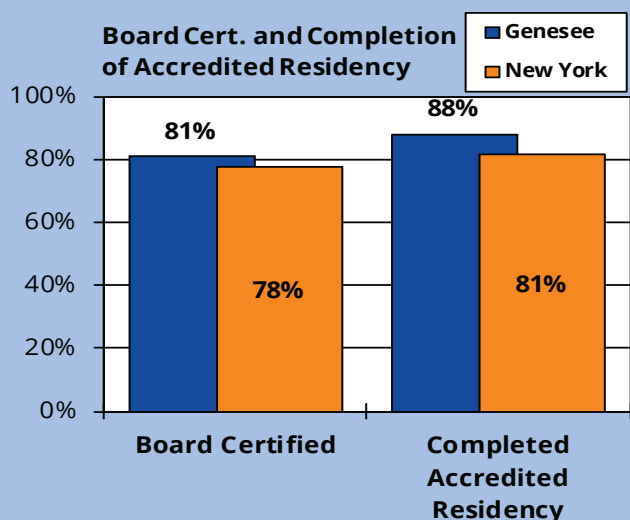 Board Cert. and Completion
of Accredited Residency
Genesee
New York
100%
80%
60%
40%
20%
0%
81%
78%
88%
81%
Board Certified
Completed
Accredited
Residency